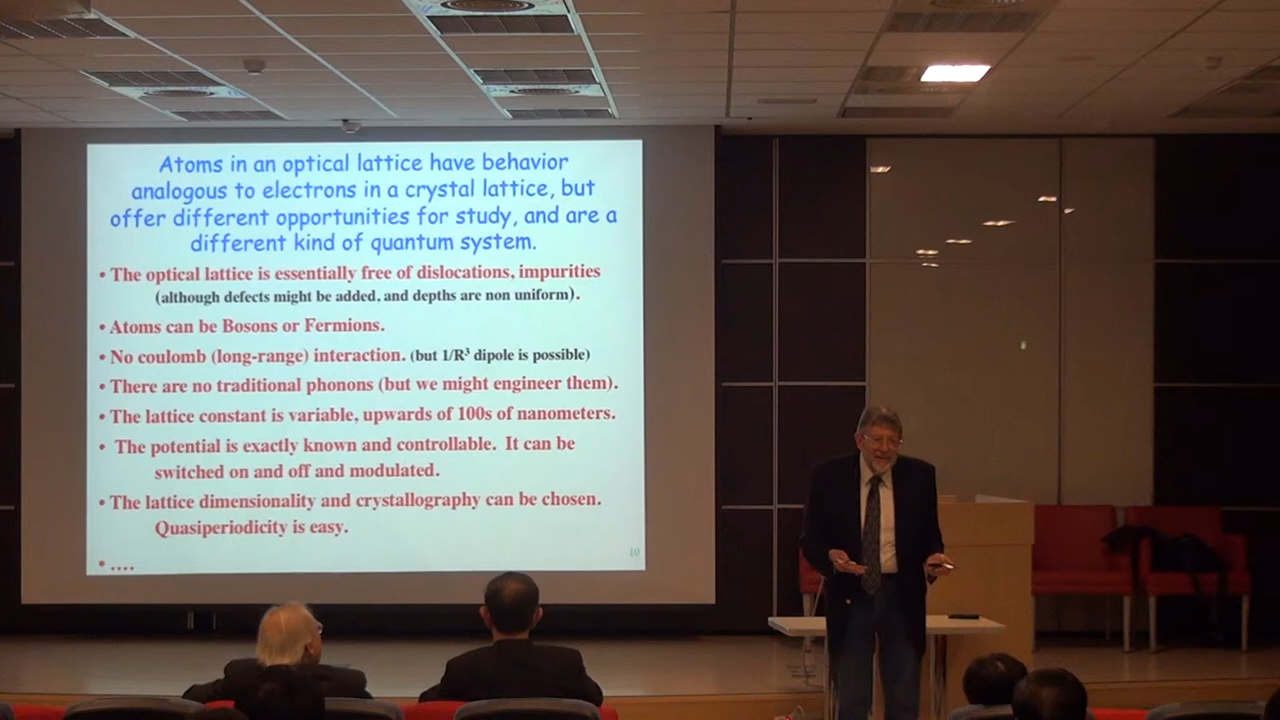 Atoms in an optical lattice have behavior
analogous to electrons in a crystal lattice, but
offer different opportunities for study, and are a
different kind of quantum system.
• The optical lattice is essentially free of dislocations, impurities
(although defects might be added, and depths are non uniform).
• Atoms can be Bosons or Fermions.
• No coulomb (long-range) interaction. (but 1/R³ dipole is possible)
• There are no traditional phonons (but we might engineer them).
• The lattice constant is variable, upwards of 100s of nanometers.
• The potential is exactly known and controllable. It can be
switched on and off and modulated.
• The lattice dimensionality and crystallography can be chosen.
Quasiperiodicity is easy.
• ....
10